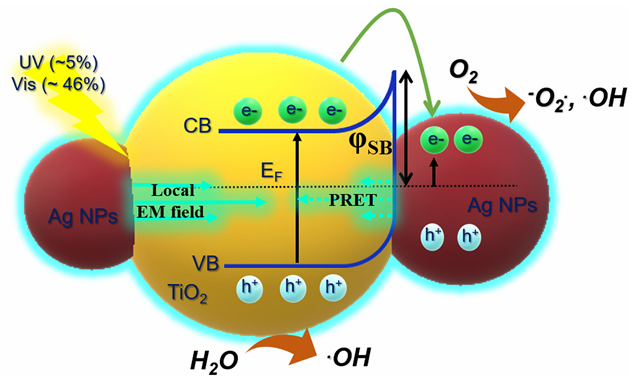 UV (~5%)
Vis (~ 46%)
e-
e-
e-
CB
φSB
O2
-O2·, ·OH
e-
e-
EF
Local
EM field
PRET
Ag NPs
Ag NPs
h+
h+
VB
TiO2
h+
h+
h+
H2O
·OH